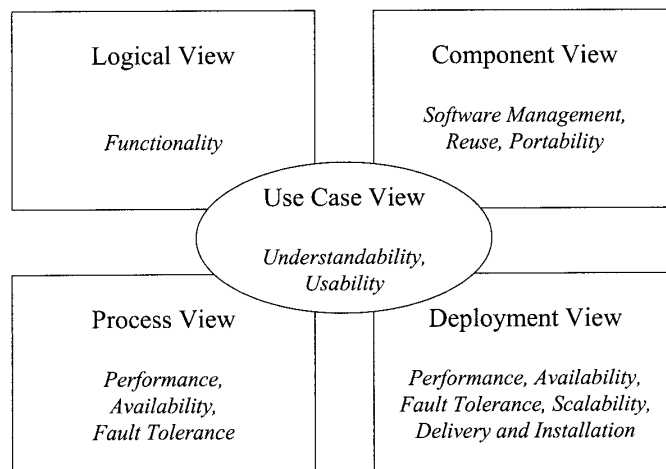 Logical View
Functionality
Component View
Software Management,
Reuse, Portability
Use Case View
Understandability,
Usability
Process View
Performance,
Availability,
Fault Tolerance
Deployment View
Performance, Availability,
Fault Tolerance, Scalability,
Delivery and Installation